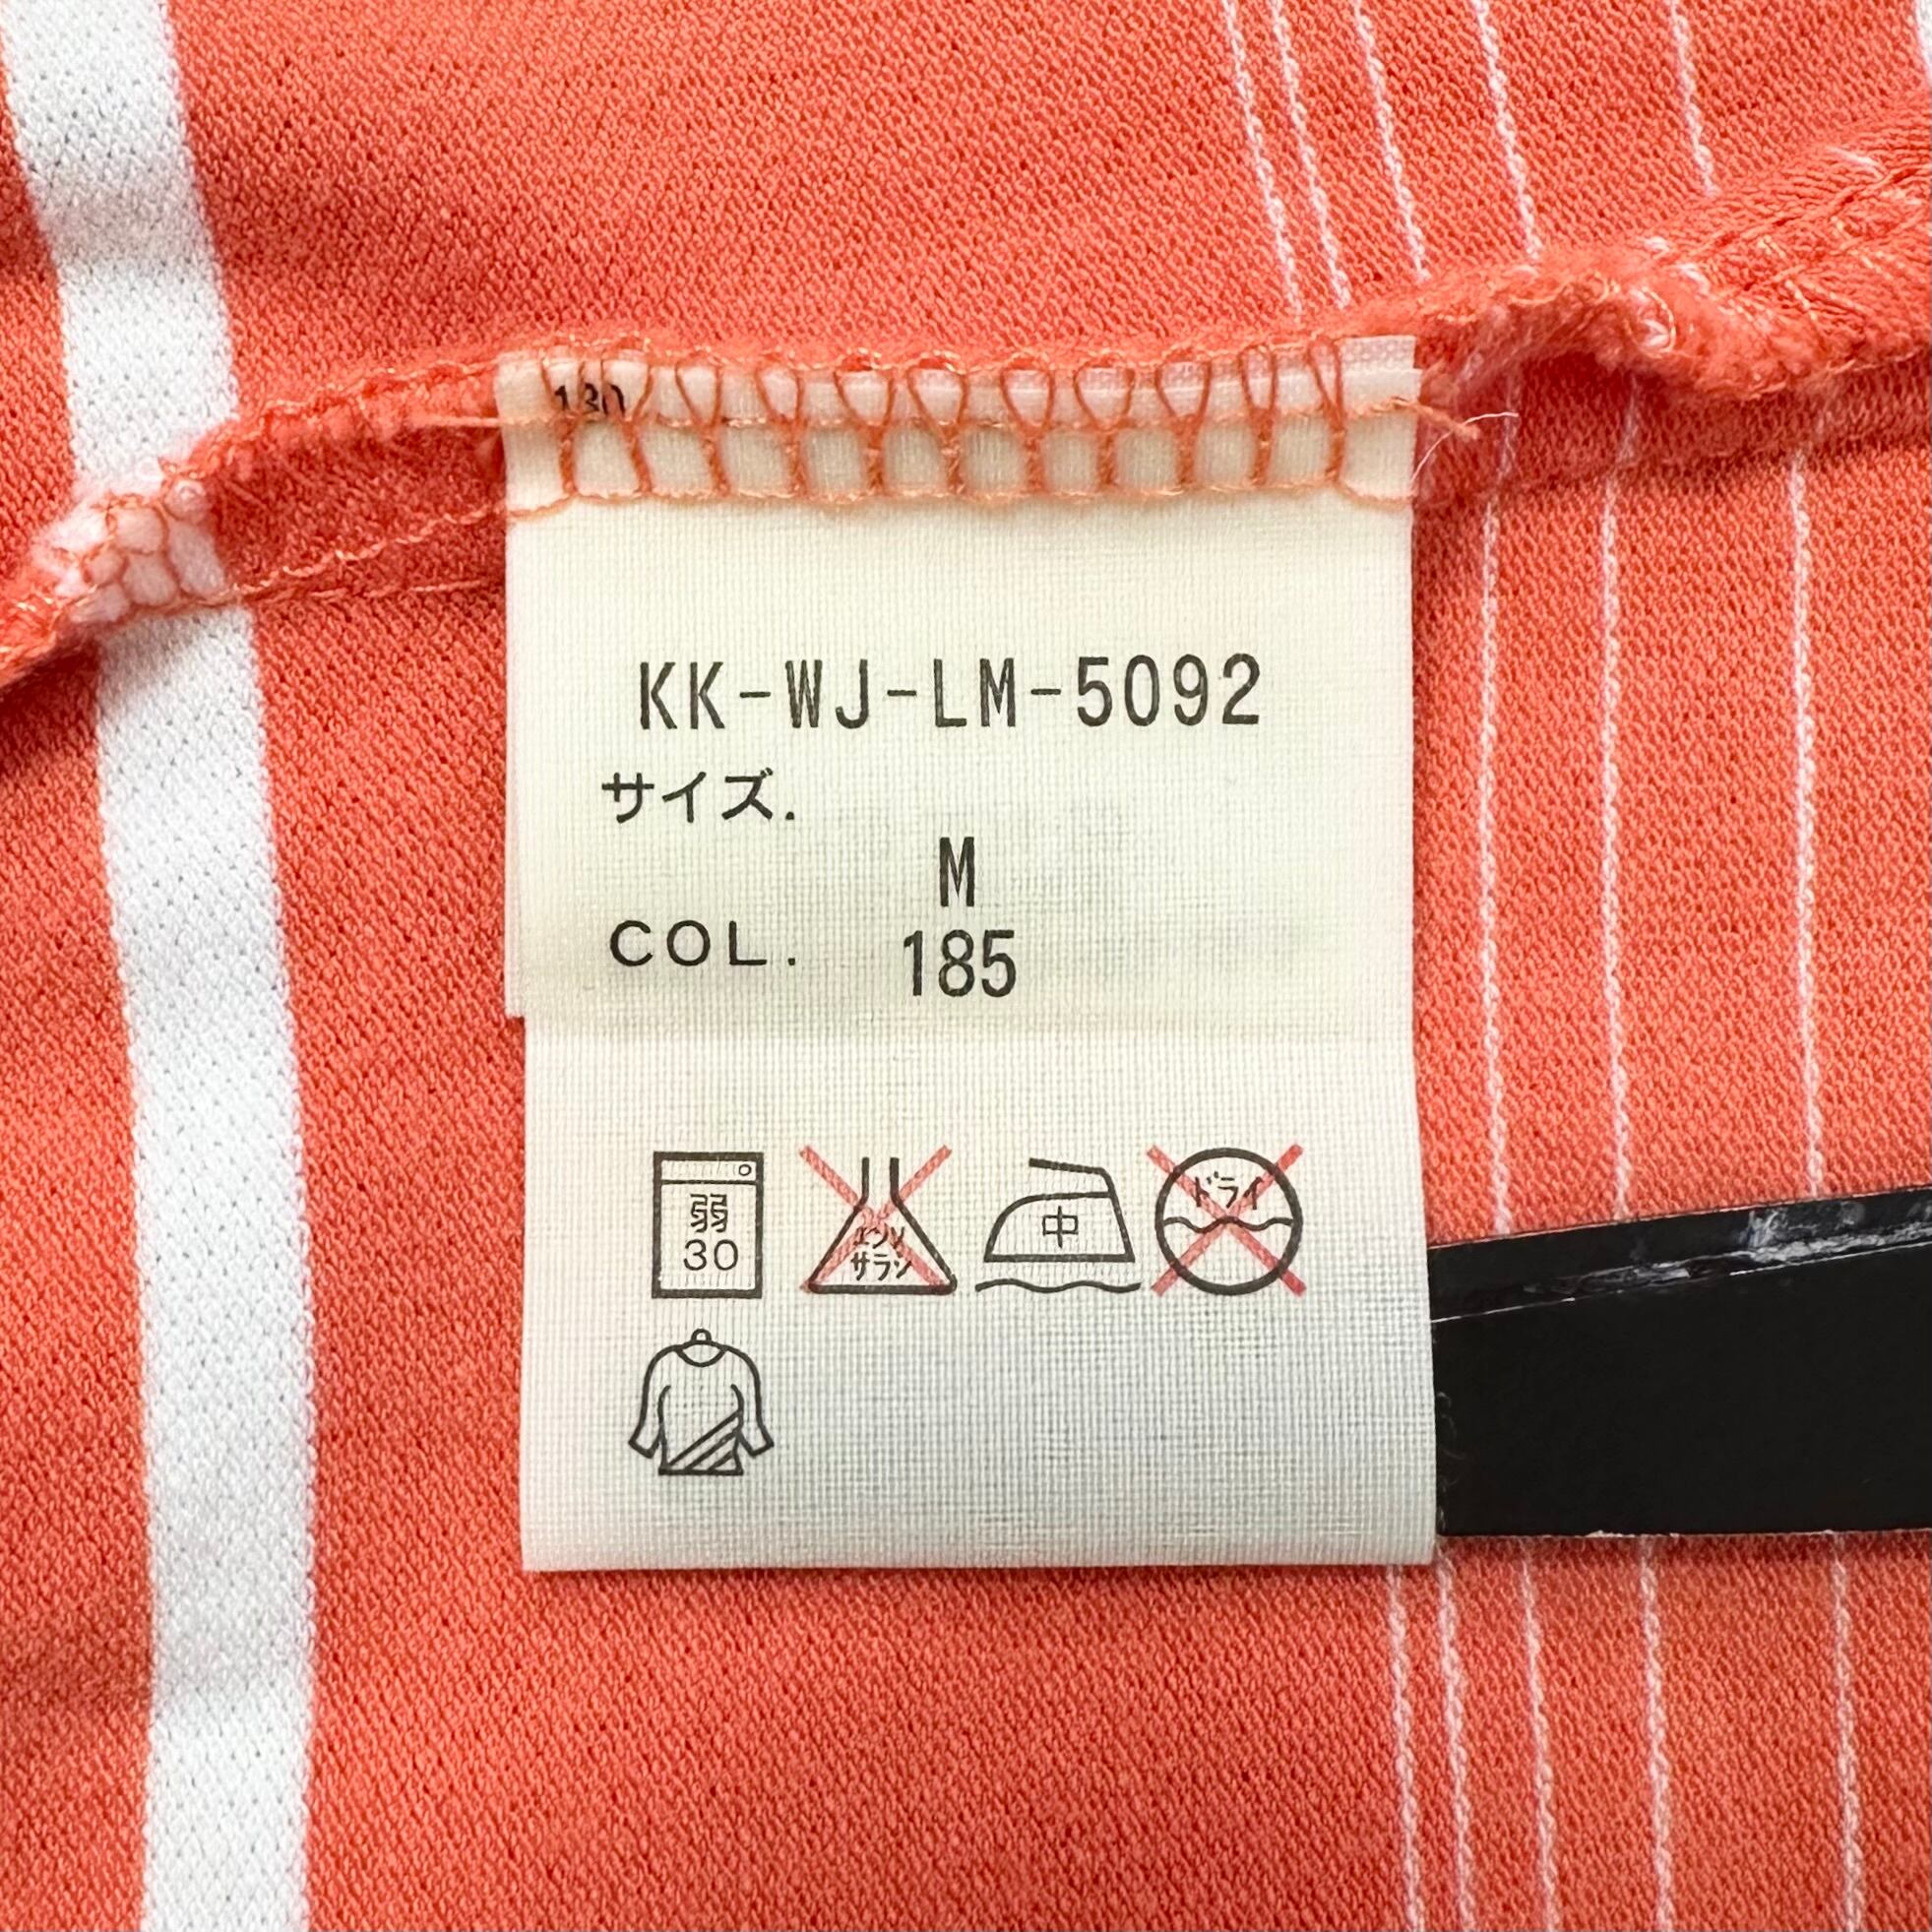 130
KK-WJ-LM-5092
サイズ.
M
COL. 185
弱 エンソ 中 ドライ
30 サラシ